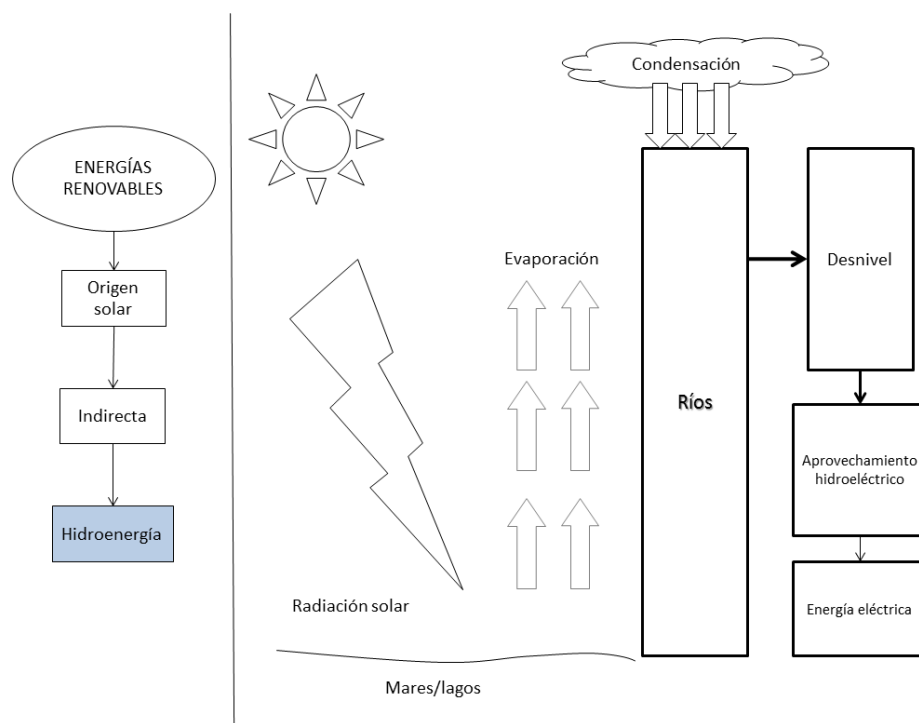 ENERGÍAS
RENOVABLES
Origen
solar
Indirecta
Hidroenergía
Condensación
Evaporación
Radiación solar
Mares/lagos
Ríos
Desnivel
Aprovechamiento
hidroeléctrico
Energía eléctrica